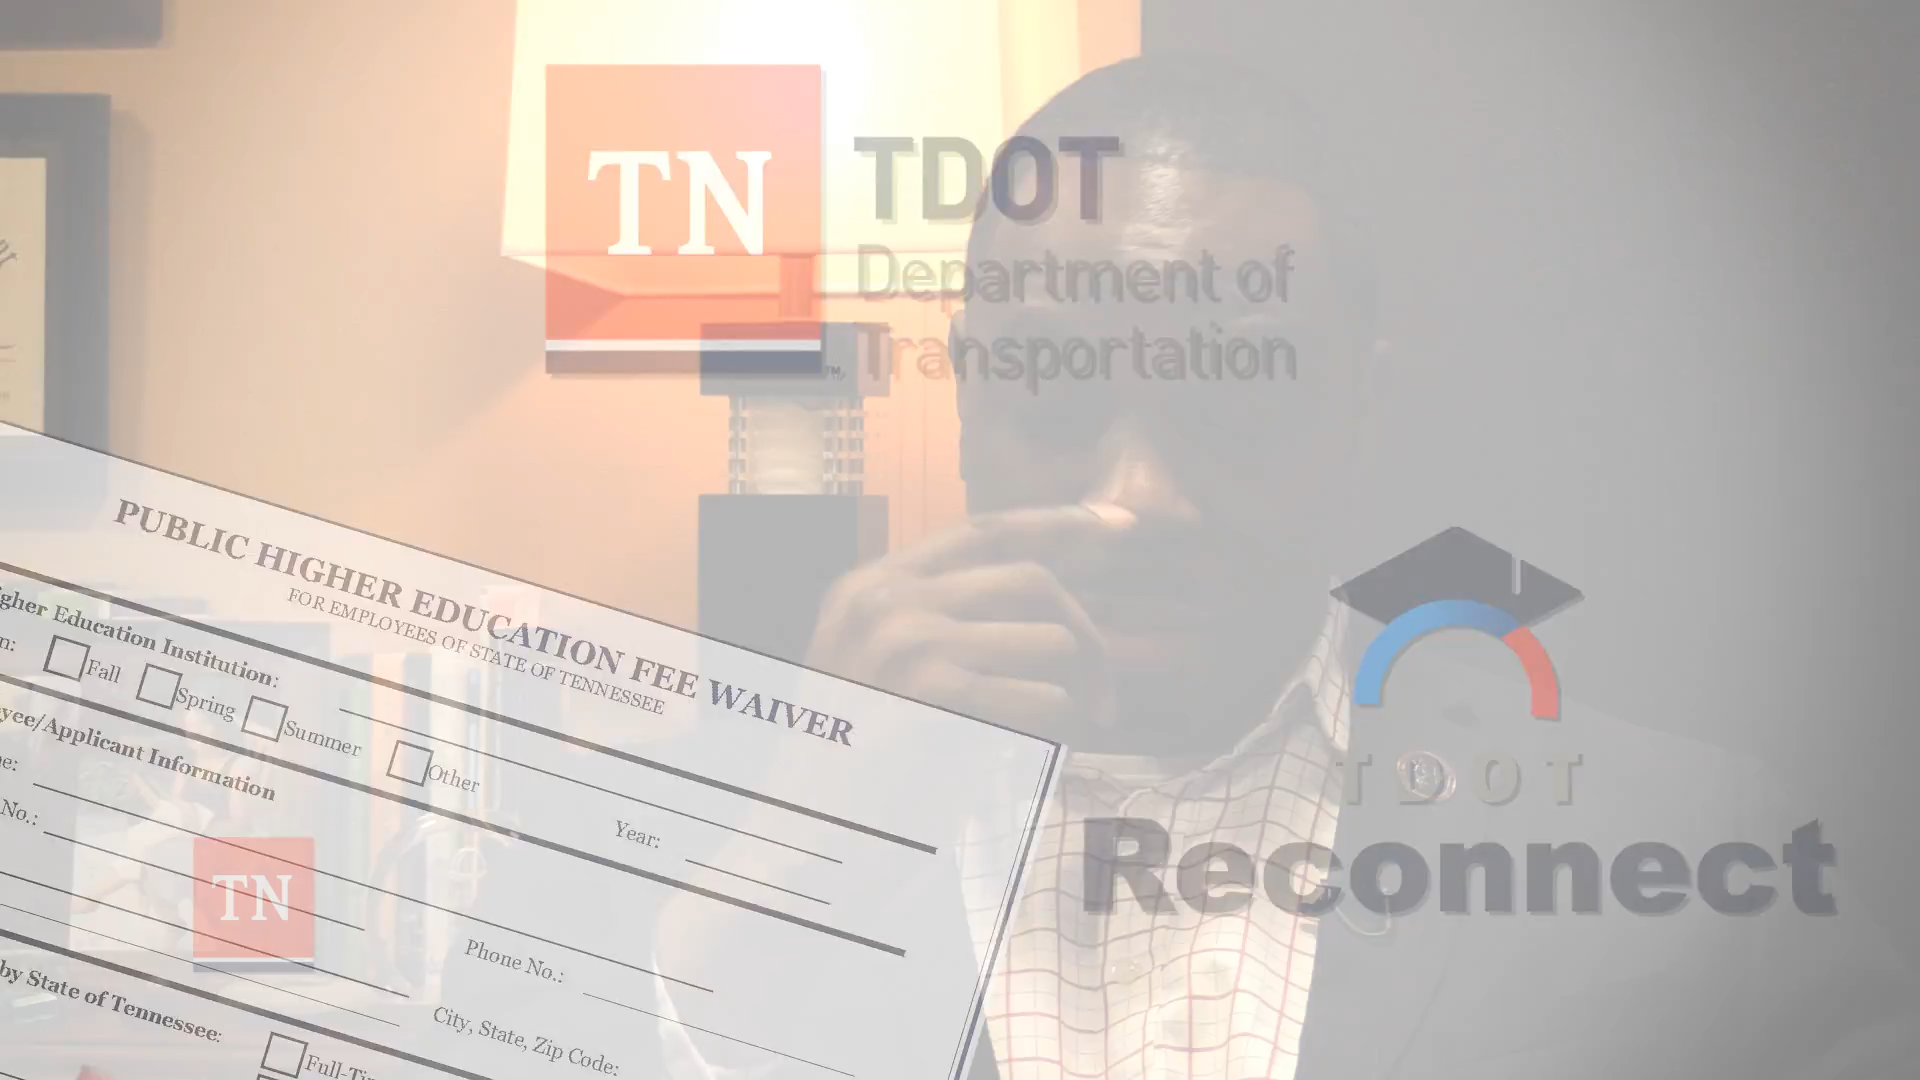 TN
TDOT
Department of
Transportation
TM
PUBLIC HIGHER EDUCATION FEE WAIVER
FOR EMPLOYEES OF STATE OF TENNESSEE
Education Institution:
Fall
Spring
Summer
Other
Year:
/Applicant Information
No.:
Phone No.:
City, State, Zip Code:
by State of Tennessee:
TN
TDOT
Reconnect